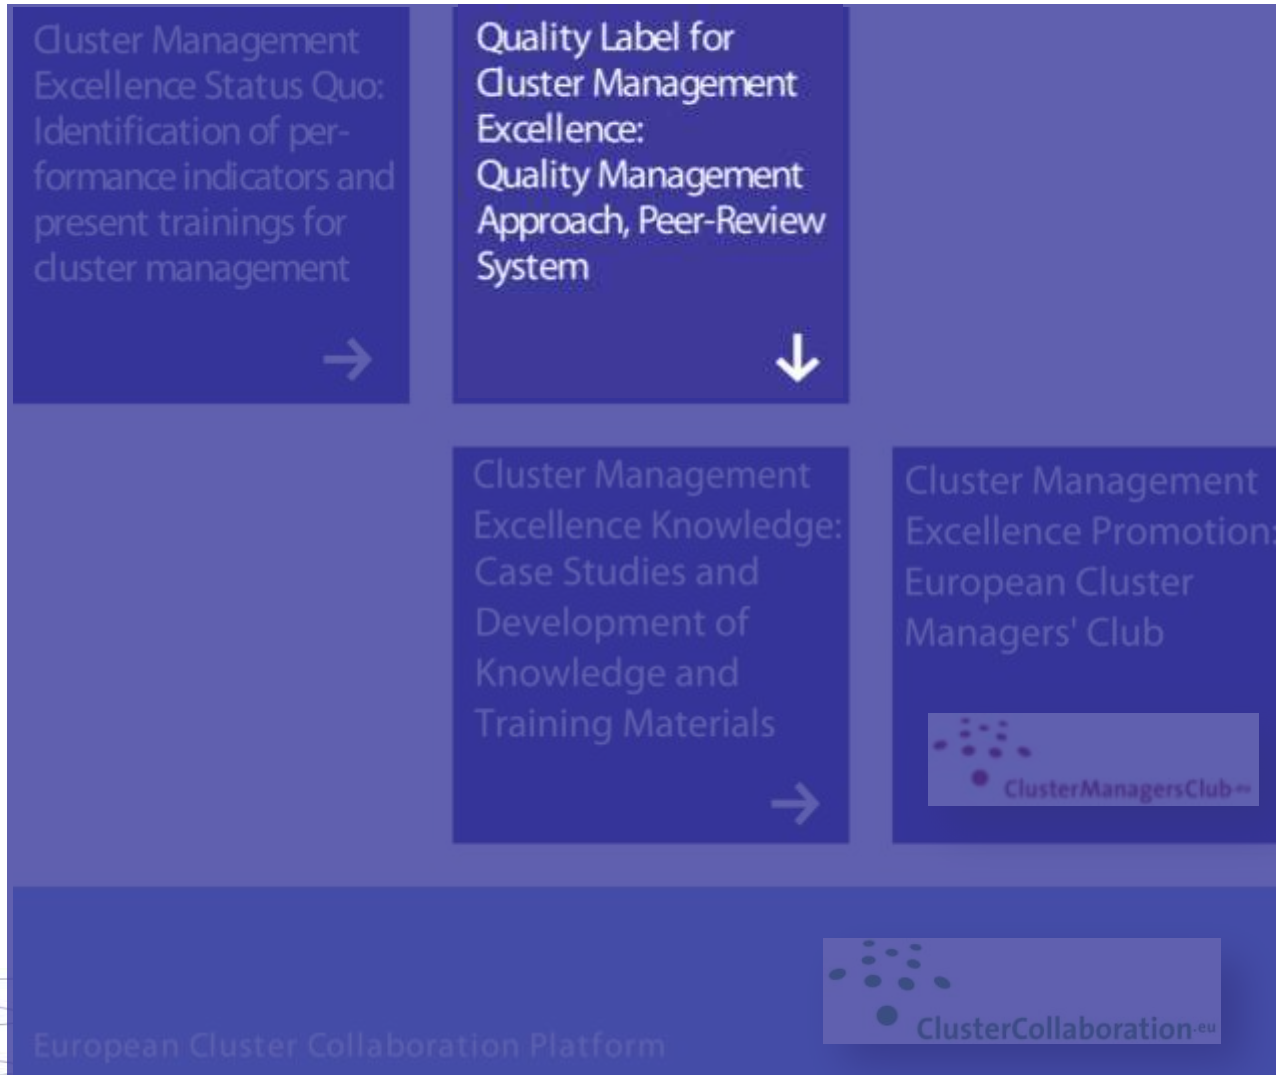 Cluster Management
Excellence Status Quo:
Identification of per-
formance indicators and
present trainings for
cluster management
Quality Label for
Cluster Management
Excellence:
Quality Management
Approach, Peer-Review
System
Cluster Management
Excellence Knowledge:
Case Studies and
Development of
Knowledge and
Training Materials
Cluster Management
Excellence Promotion:
European Cluster
Managers' Club
ClusterManagersClub.eu
ClusterCollaboration.eu
European Cluster Collaboration Platform